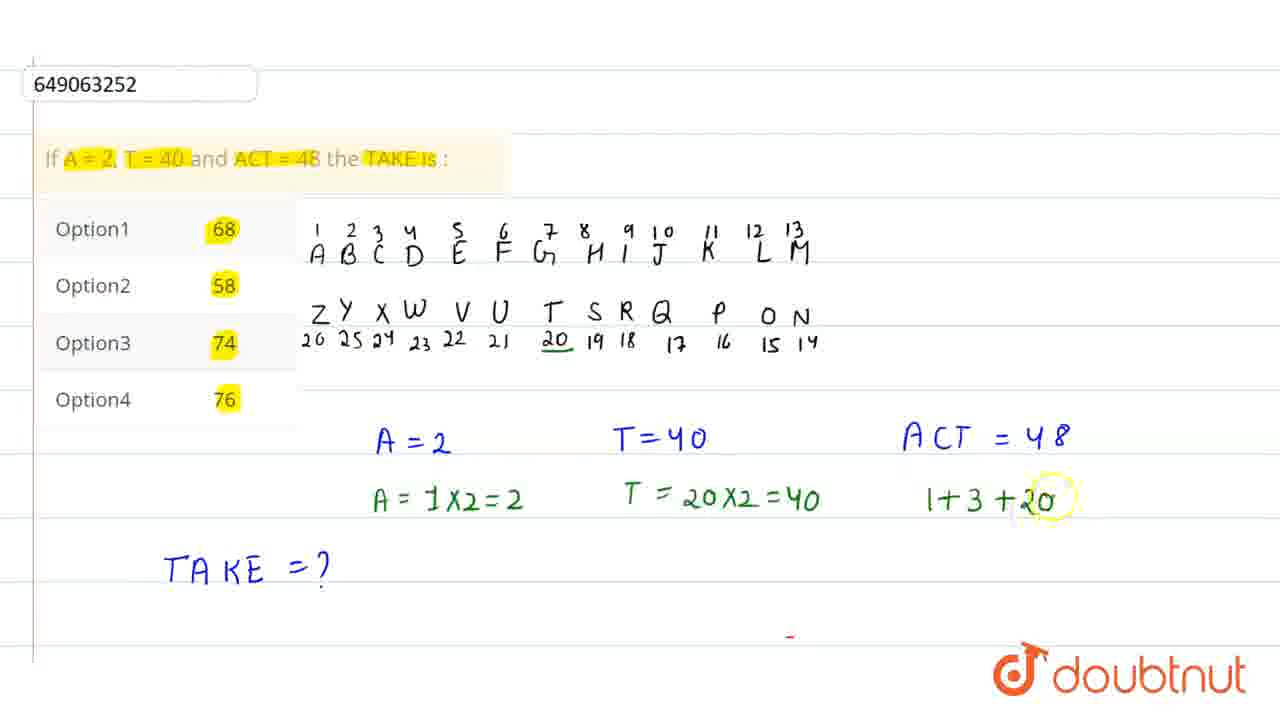 649063252
If A = 2, T = 40 and ACT = 48 the TAKE is :
Option1 68
Option2 58
Option3 74
Option4 76
1 2 3 4 5 6 7 8 9 10 11 12 13
A B C D E F G H I J K L M
Z Y X W V U T S R Q P O N
26 25 24 23 22 21 20 19 18 17 16 15 14
A = 2 T = 40 ACT = 48
A = 1 × 2 = 2 T = 20 × 2 = 40 1 + 3 + 20
TAKE = ?
doubtnut